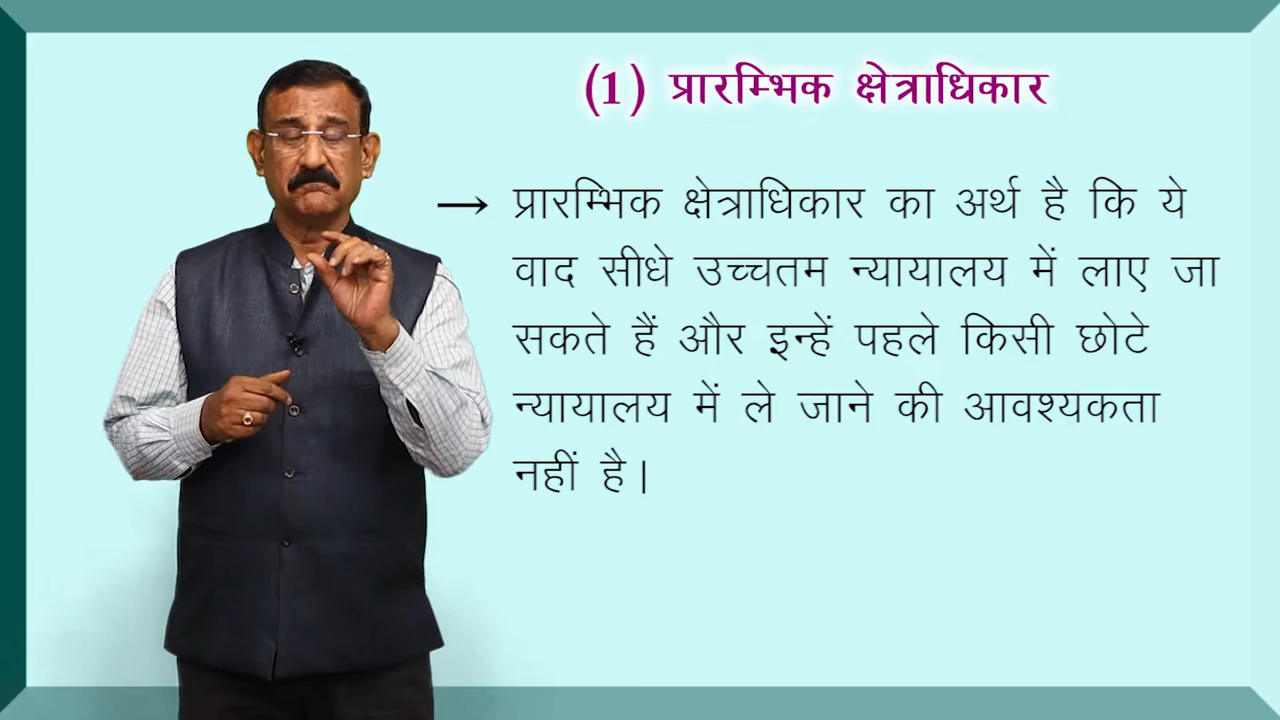 (1) प्रारम्भिक क्षेत्राधिकार
→ प्रारम्भिक क्षेत्राधिकार का अर्थ है कि ये
वाद सीधे उच्चतम न्यायालय में लाए जा
सकते हैं और इन्हें पहले किसी छोटे
न्यायालय में ले जाने की आवश्यकता
नहीं है।